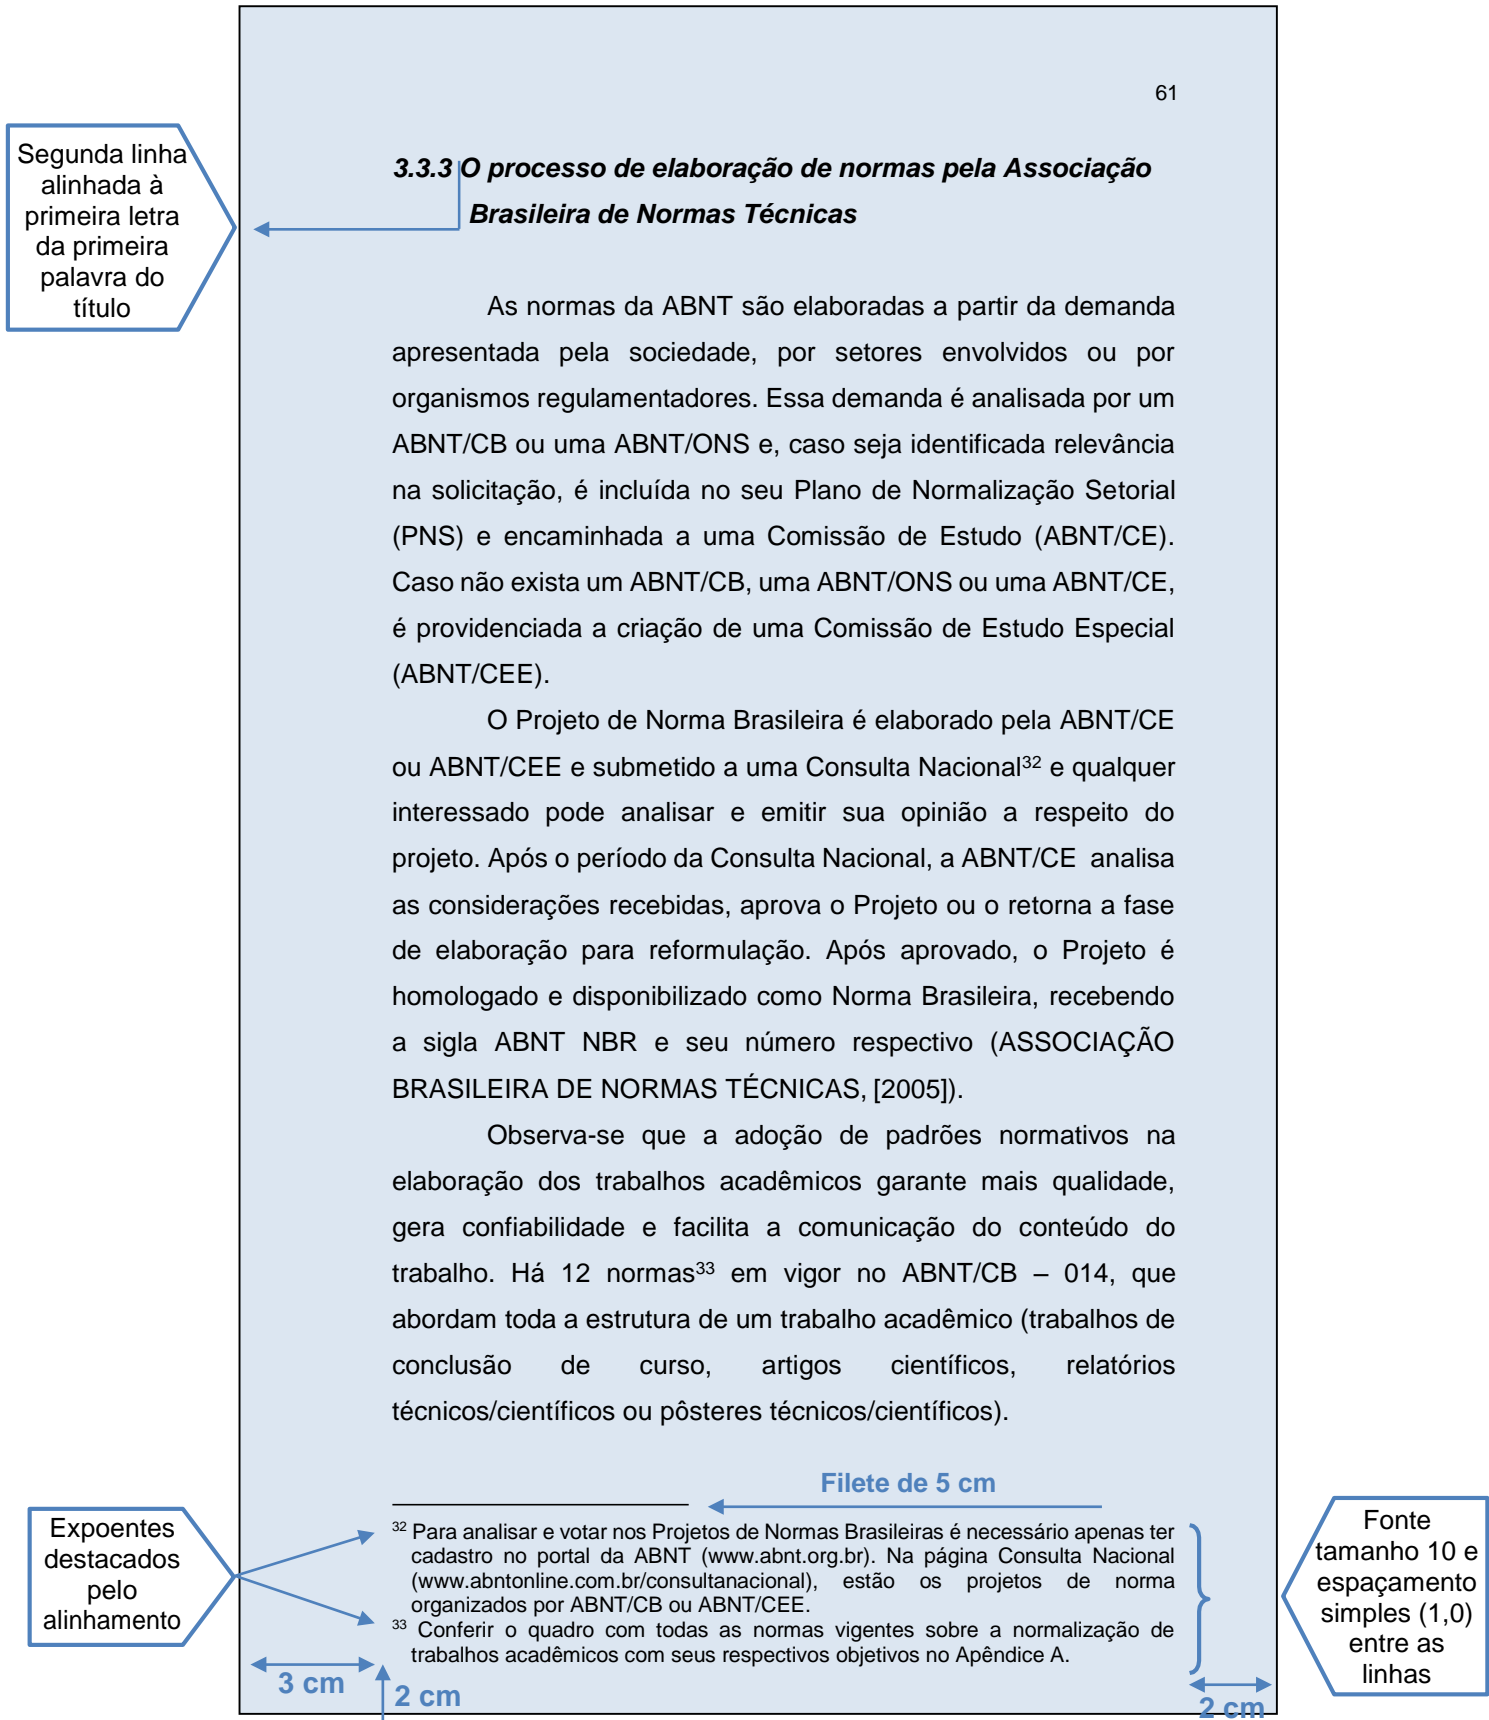 61
Segunda linha
alinhada à
primeira letra
da primeira
palavra do
título
3.3.3 O processo de elaboração de normas pela Associação
Brasileira de Normas Técnicas
As normas da ABNT são elaboradas a partir da demanda
apresentada pela sociedade, por setores envolvidos ou por
organismos regulamentadores. Essa demanda é analisada por um
ABNT/CB ou uma ABNT/ONS e, caso seja identificada relevância
na solicitação, é incluída no seu Plano de Normalização Setorial
(PNS) e encaminhada a uma Comissão de Estudo (ABNT/CE).
Caso não exista um ABNT/CB, uma ABNT/ONS ou uma ABNT/CE,
é providenciada a criação de uma Comissão de Estudo Especial
(ABNT/CEE).
O Projeto de Norma Brasileira é elaborado pela ABNT/CE
ou ABNT/CEE e submetido a uma Consulta Nacional³² e qualquer
interessado pode analisar e emitir sua opinião a respeito do
projeto. Após o período da Consulta Nacional, a ABNT/CE analisa
as considerações recebidas, aprova o Projeto ou o retorna a fase
de elaboração para reformulação. Após aprovado, o Projeto é
homologado e disponibilizado como Norma Brasileira, recebendo
a sigla ABNT NBR e seu número respectivo (ASSOCIAÇÃO
BRASILEIRA DE NORMAS TÉCNICAS, [2005]).
Observa-se que a adoção de padrões normativos na
elaboração dos trabalhos acadêmicos garante mais qualidade,
gera confiabilidade e facilita a comunicação do conteúdo do
trabalho. Há 12 normas³³ em vigor no ABNT/CB – 014, que
abordam toda a estrutura de um trabalho acadêmico (trabalhos de
conclusão de curso, artigos científicos, relatórios
técnicos/científicos ou pôsteres técnicos/científicos).
Filete de 5 cm
Expoentes
destacados
pelo
alinhamento
³² Para analisar e votar nos Projetos de Normas Brasileiras é necessário apenas ter
cadastro no portal da ABNT (www.abnt.org.br). Na página Consulta Nacional
(www.abntonline.com.br/consultanacional), estão os projetos de norma
organizados por ABNT/CB ou ABNT/CEE.
³³ Conferir o quadro com todas as normas vigentes sobre a normalização de
trabalhos acadêmicos com seus respectivos objetivos no Apêndice A.
Fonte
tamanho 10 e
espaçamento
simples (1,0)
entre as
linhas
3 cm
2 cm
2 cm